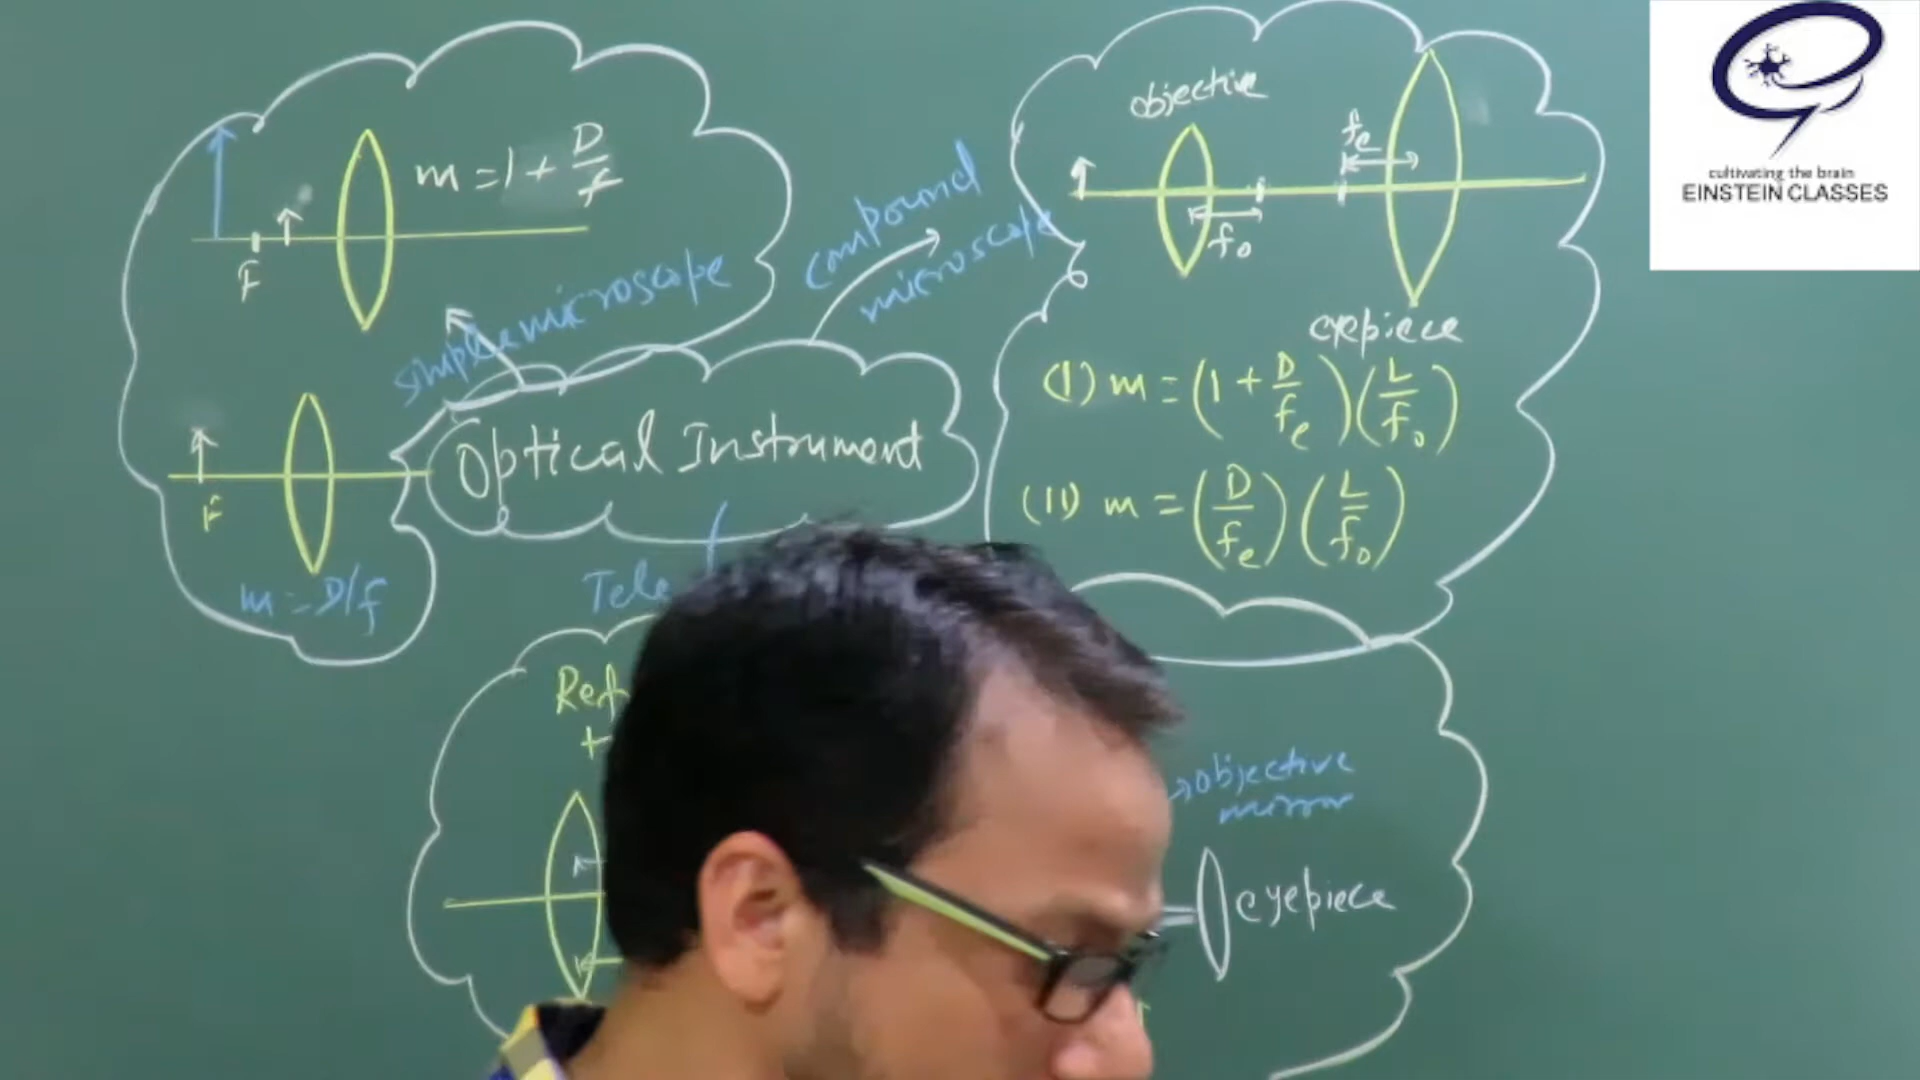 objective
m = 1 + D/f
fe
F
fo
compound
microscope
simple microscope
eyepiece
(I) m = (1 + D/fe)(L/fo)
Optical Instrument
F
(II) m = (D/fe)(L/fo)
m = D/f
objective
mirror
eyepiece
cultivating the brain
EINSTEIN CLASSES